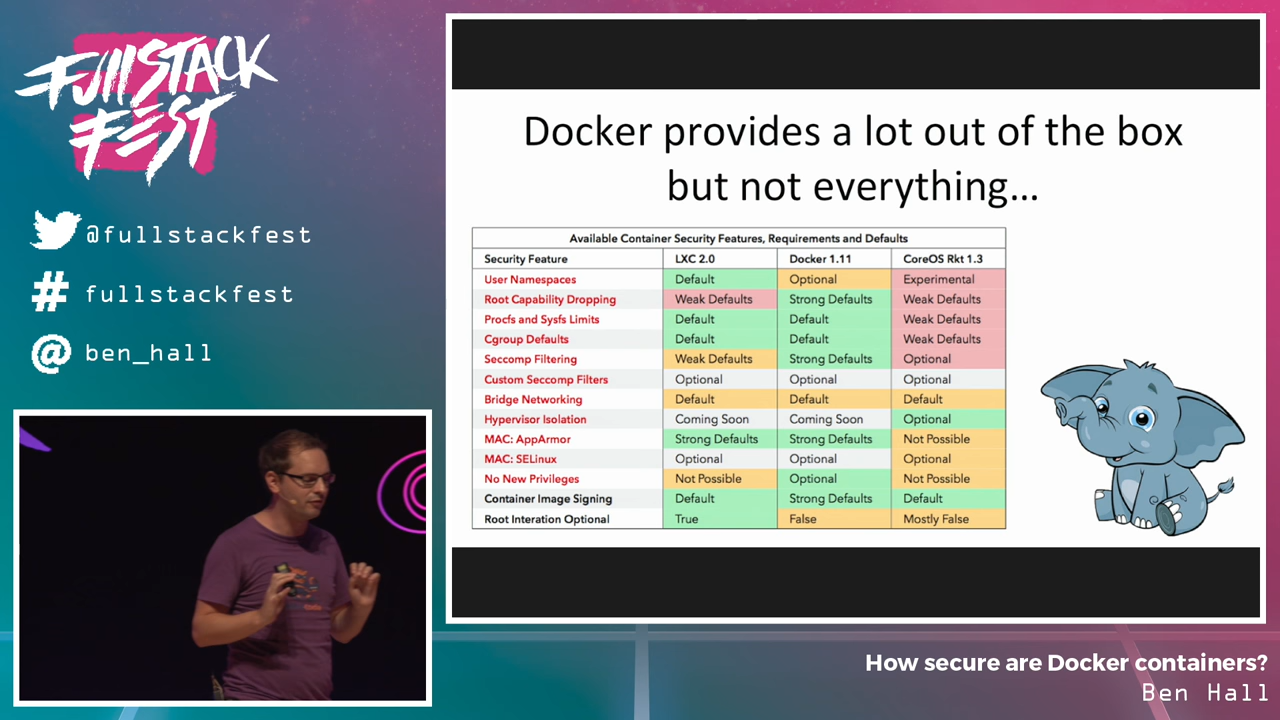 FullSTACK
FEST
@fullstackfest
# fullstackfest
@ ben_hall
Docker provides a lot out of the box
but not everything…
Available Container Security Features, Requirements and Defaults
Security Feature LXC 2.0 Docker 1.11 CoreOS Rkt 1.3
User Namespaces Default Optional Experimental
Root Capability Dropping Weak Defaults Strong Defaults Weak Defaults
Procfs and Sysfs Limits Default Default Weak Defaults
Cgroup Defaults Default Default Weak Defaults
Seccomp Filtering Weak Defaults Strong Defaults Optional
Custom Seccomp Filters Optional Optional Optional
Bridge Networking Default Default Default
Hypervisor Isolation Coming Soon Coming Soon Optional
MAC: AppArmor Strong Defaults Strong Defaults Not Possible
MAC: SELinux Optional Optional Optional
No New Privileges Not Possible Optional Not Possible
Container Image Signing Default Strong Defaults Default
Root Interation Optional True False Mostly False
How secure are Docker containers?
Ben Hall